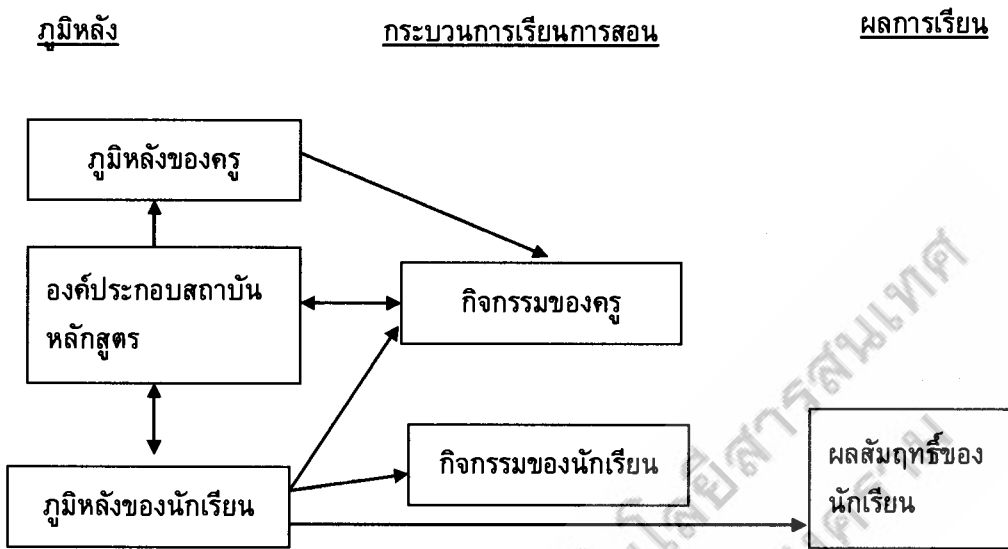 ภูมิหลัง กระบวนการเรียนการสอน ผลการเรียน
ภูมิหลังของครู
องค์ประกอบสถาบัน
หลักสูตร
กิจกรรมของครู
ภูมิหลังของนักเรียน
กิจกรรมของนักเรียน
ผลสัมฤทธิ์ของ
นักเรียน